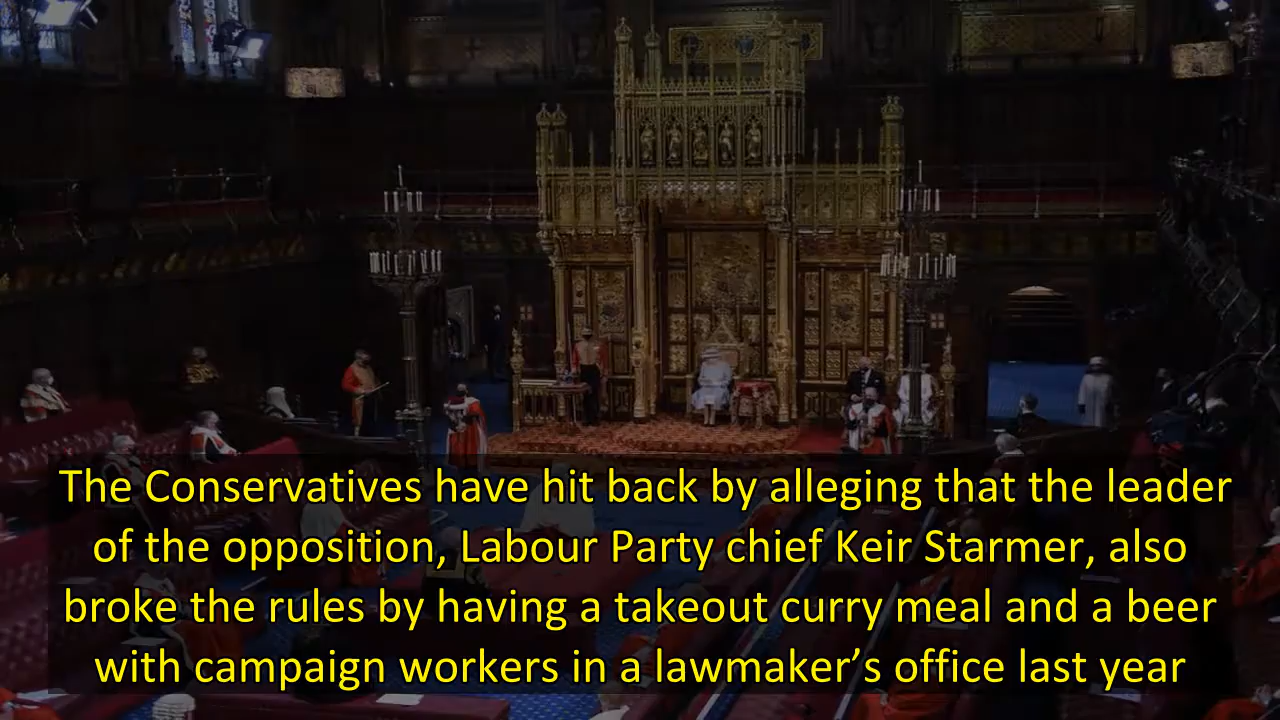 The Conservatives have hit back by alleging that the leader
of the opposition, Labour Party chief Keir Starmer, also
broke the rules by having a takeout curry meal and a beer
with campaign workers in a lawmaker’s office last year